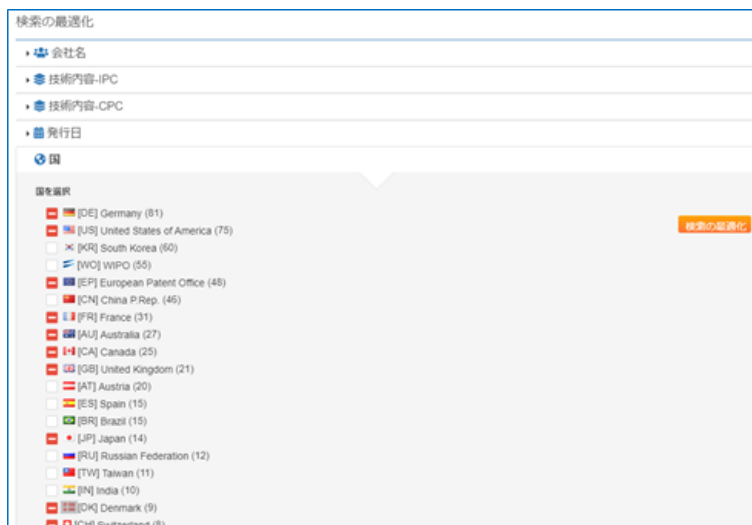 検索の最適化
会社名
技術内容-IPC
技術内容-CPC
発行日
国
国を選択
[DE] Germany (81)
検索の最適化
[US] United States of America (75)
[KR] South Korea (60)
[WO] WIPO (55)
[EP] European Patent Office (48)
[CN] China P.Rep. (46)
[FR] France (31)
[AU] Australia (27)
[CA] Canada (25)
[GB] United Kingdom (21)
[AT] Austria (20)
[ES] Spain (15)
[BR] Brazil (15)
[JP] Japan (14)
[RU] Russian Federation (12)
[TW] Taiwan (11)
[IN] India (10)
[DK] Denmark (9)
[CH] Switzerland (8)